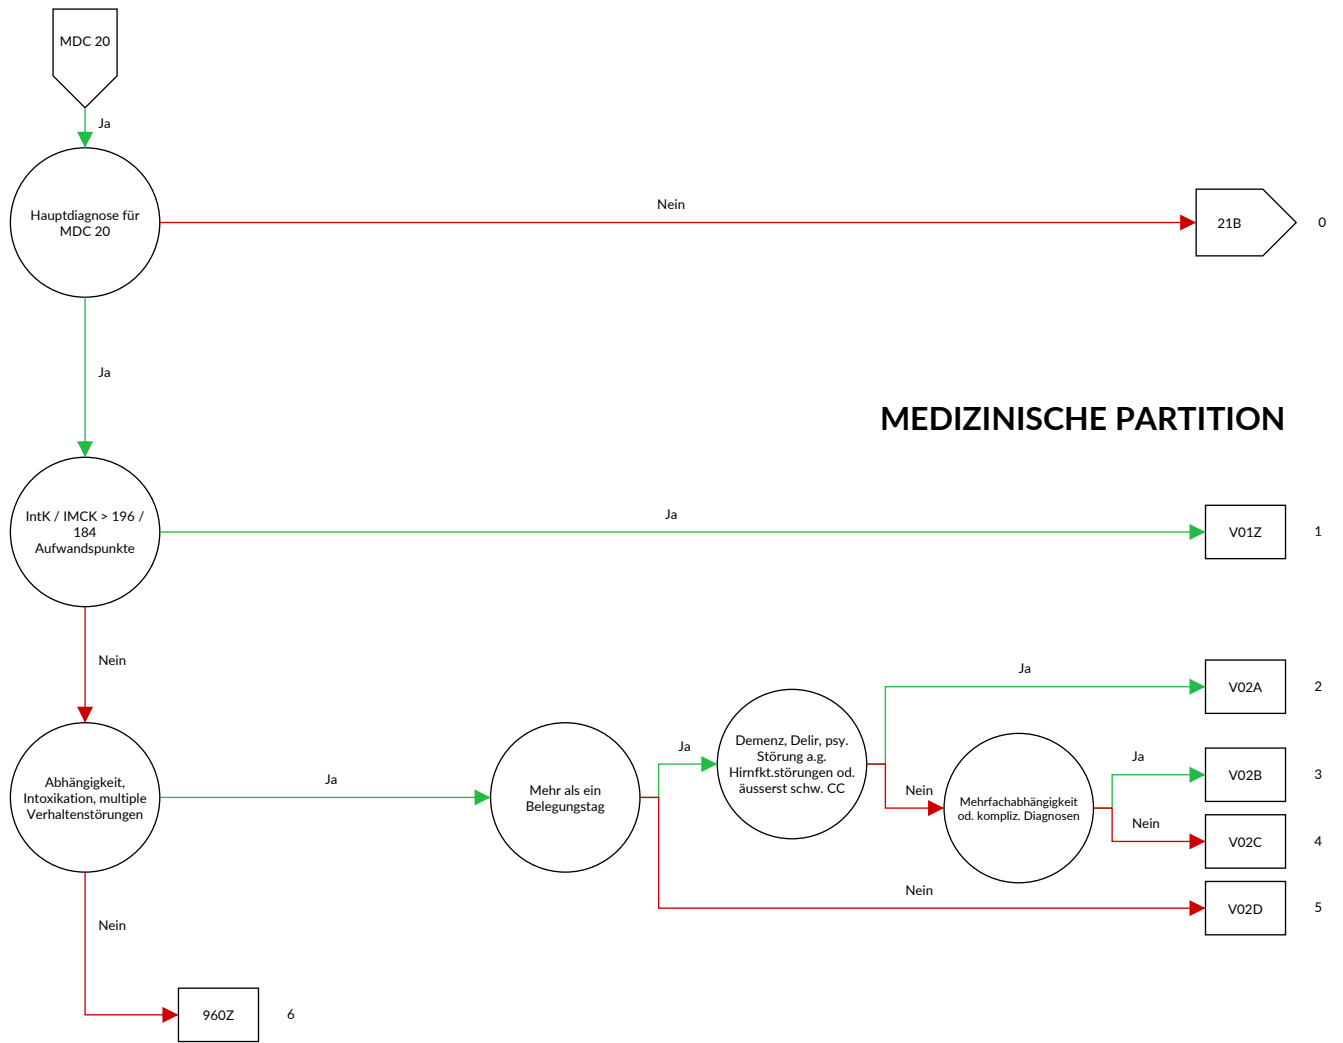 MDC 20
Ja
Hauptdiagnose für
MDC 20
Nein
21B
0
Ja
MEDIZINISCHE PARTITION
IntK / IMCK > 196 /
184
Aufwandspunkte
Ja
V01Z
1
Nein
Abhängigkeit,
Intoxikation, multiple
Verhaltenstörungen
Ja
Mehr als ein
Belegungstag
Ja
Demenz, Delir, psy.
Störung a.g.
Hirnfkt.störungen od.
äusserst schw. CC
Ja
V02A
2
Nein
Mehrfachabhängigkeit
od. kompliz. Diagnosen
Ja
V02B
3
Nein
V02C
4
Nein
V02D
5
Nein
960Z
6